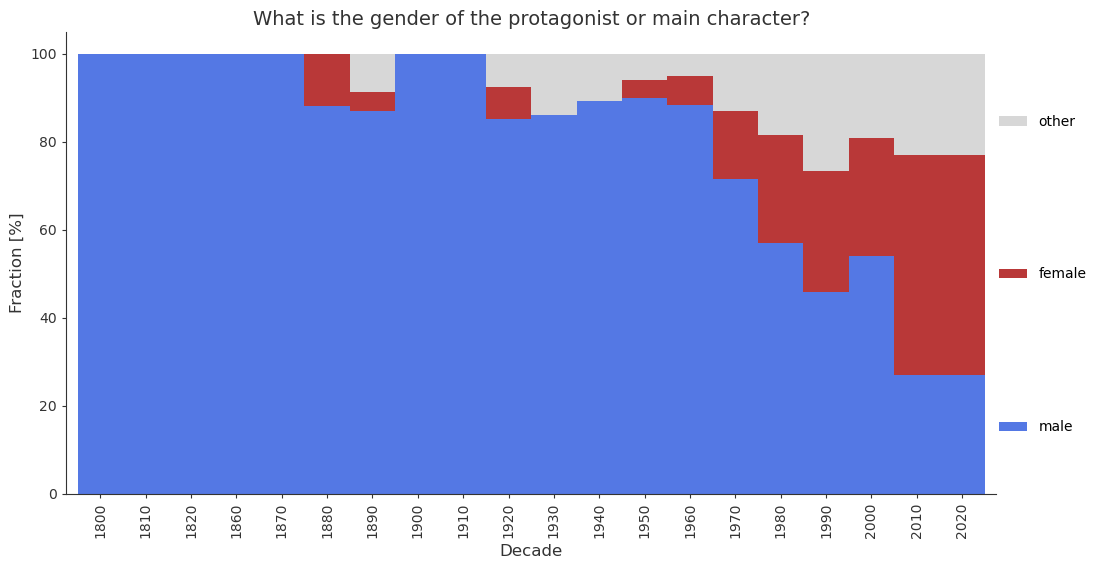 What is the gender of the protagonist or main character?
Fraction [%]
100
80
60
40
20
0
1800 1810 1820 1860 1870 1880 1890 1900 1910 1920 1930 1940 1950 1960 1970 1980 1990 2000 2010 2020
Decade
other
female
male